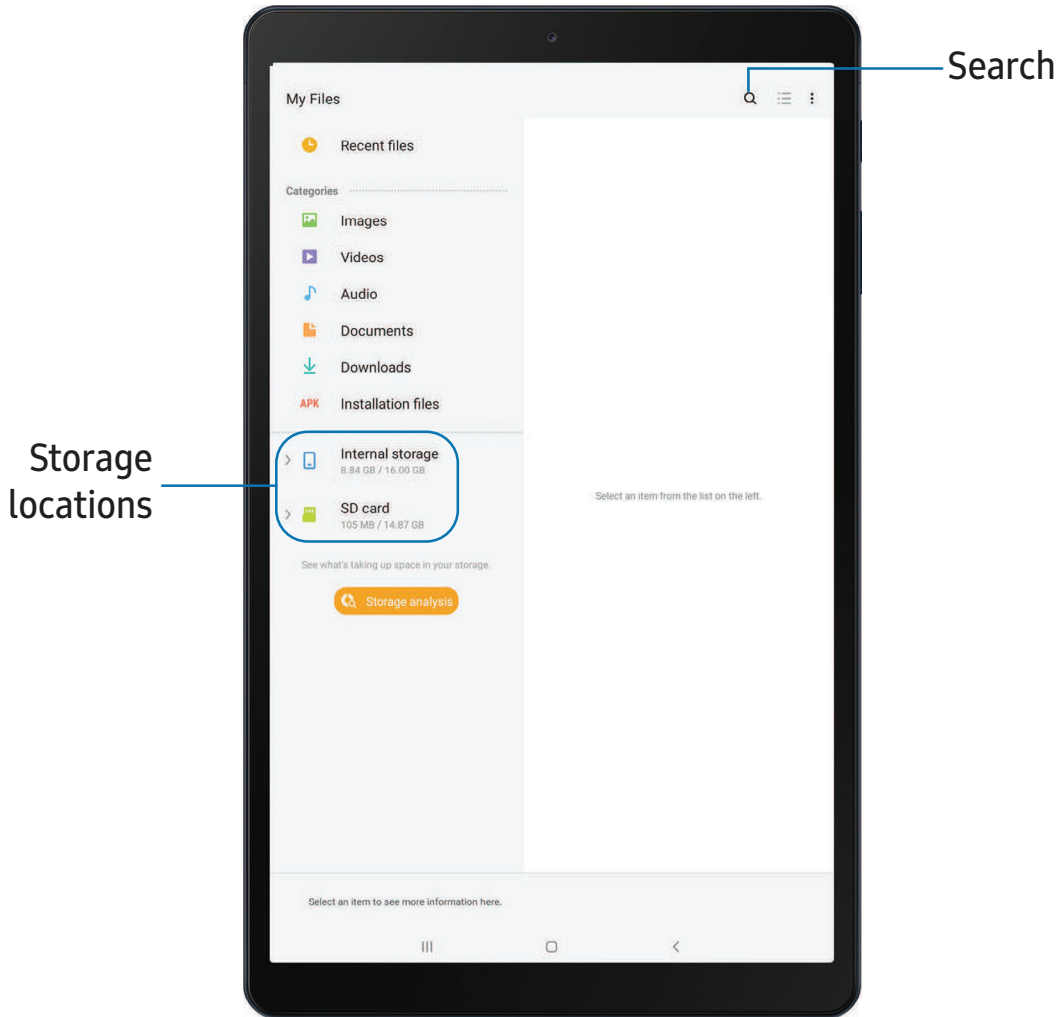 Search
My Files
Recent files
Categories
Images
Videos
Audio
Documents
Downloads
APK Installation files
Storage
locations
Internal storage
8.84 GB / 16.00 GB
SD card
105 MB / 14.87 GB
Select an item from the list on the left.
See what's taking up space in your storage.
Storage analysis
Select an item to see more information here.